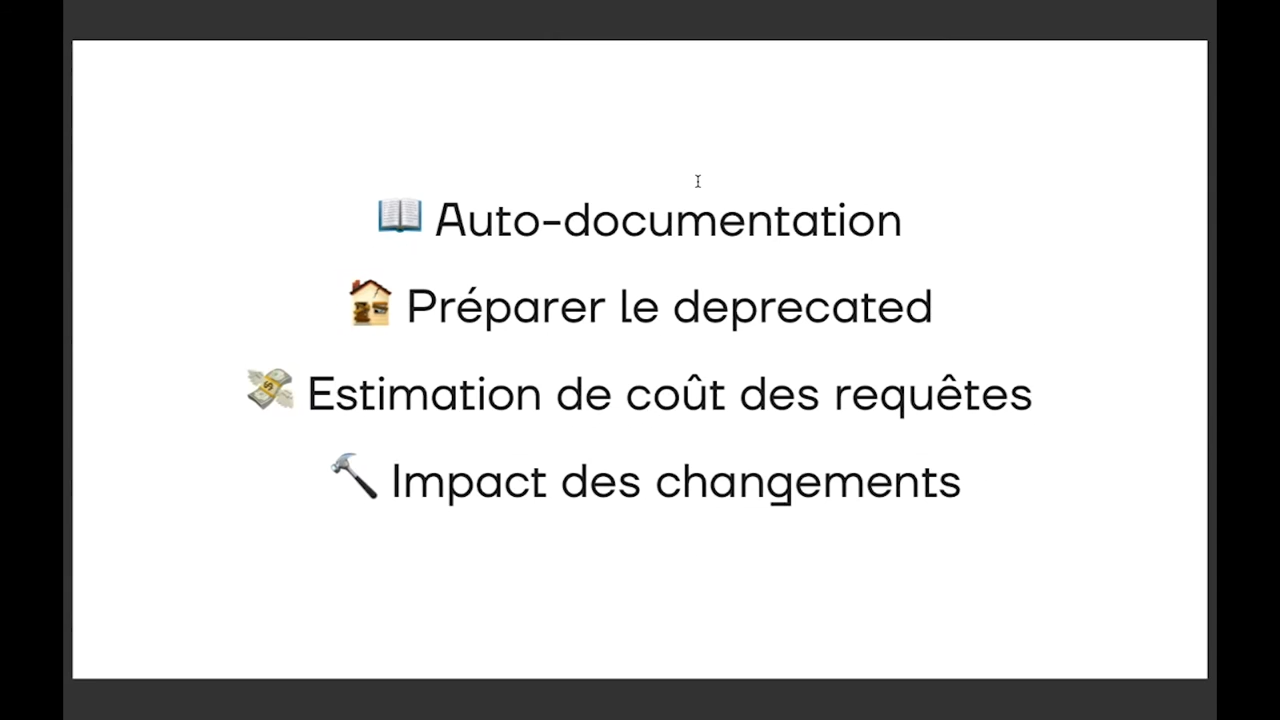 📖 Auto-documentation
🏚️ Préparer le deprecated
💸 Estimation de coût des requêtes
🔨 Impact des changements